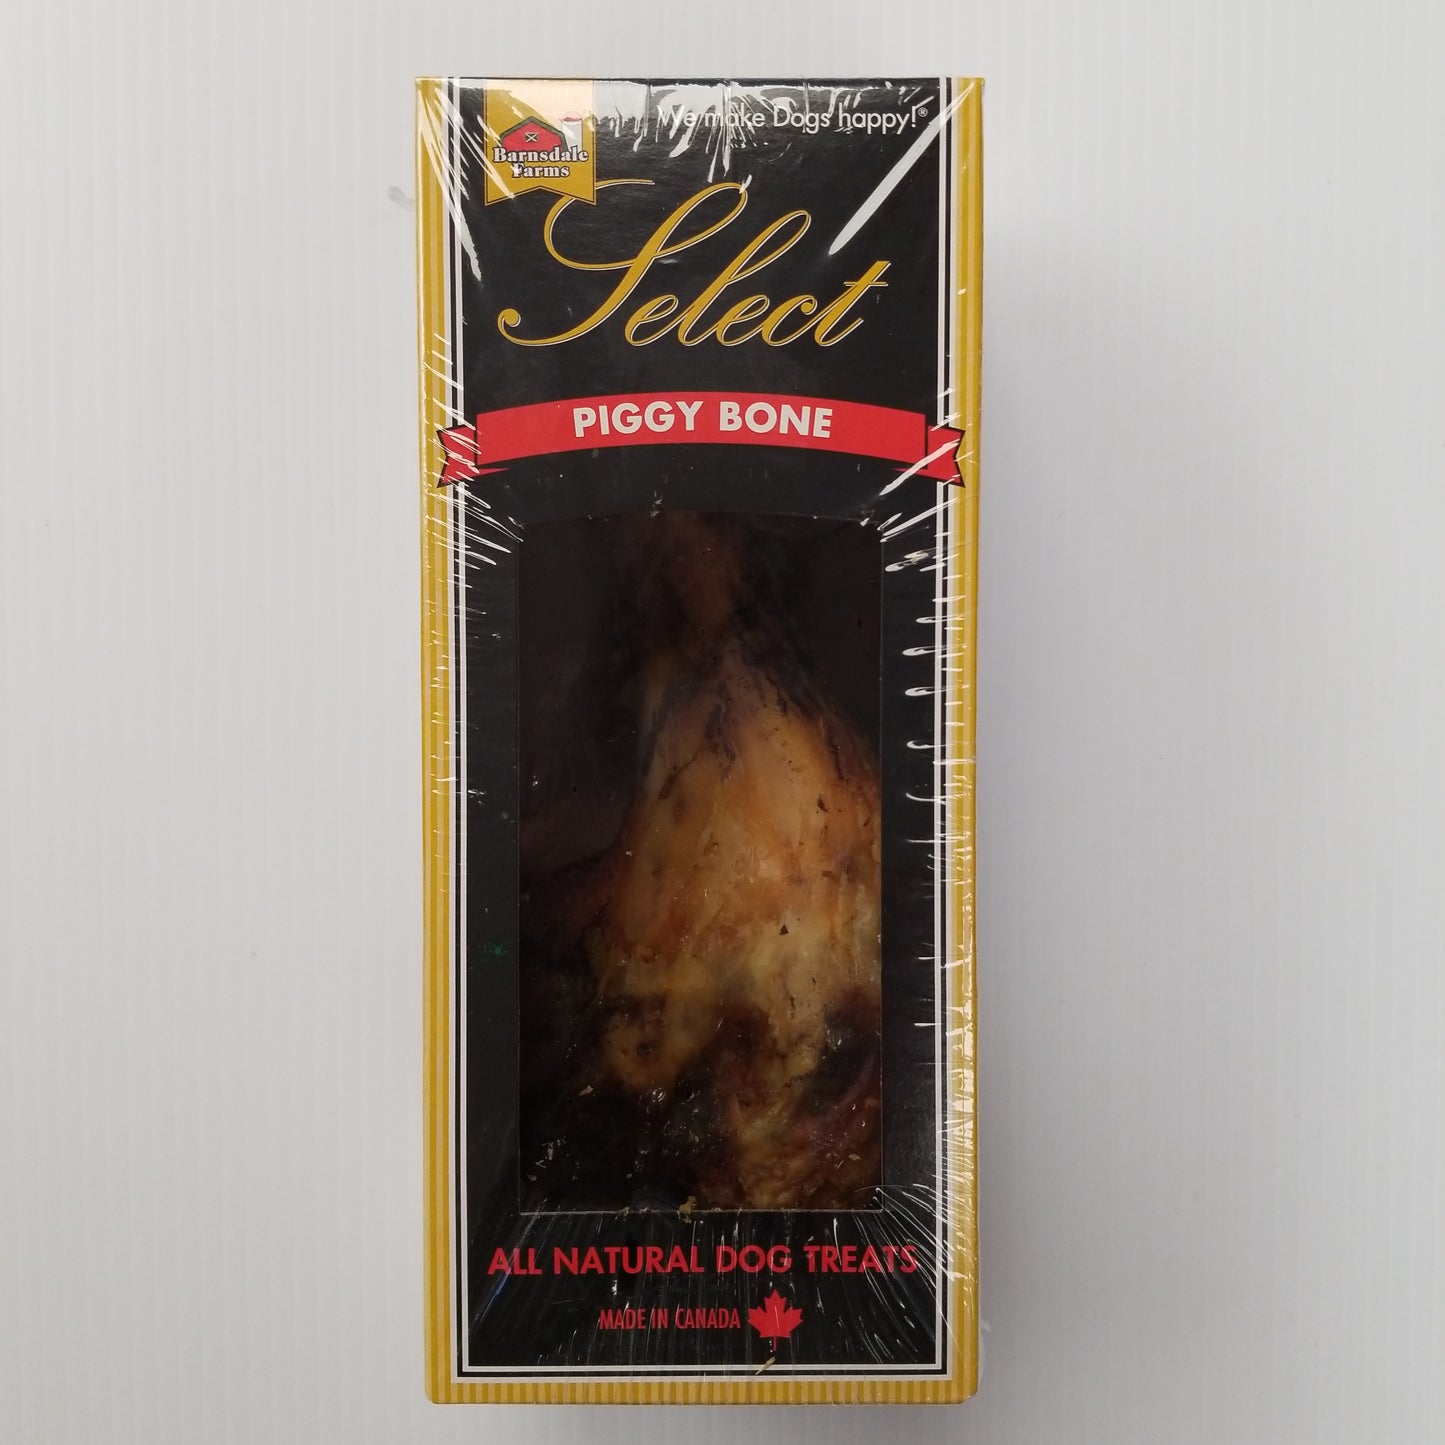 We make Dogs happy!®
Barnsdale
Farms
Select
PIGGY BONE
ALL NATURAL DOG TREATS
MADE IN CANADA